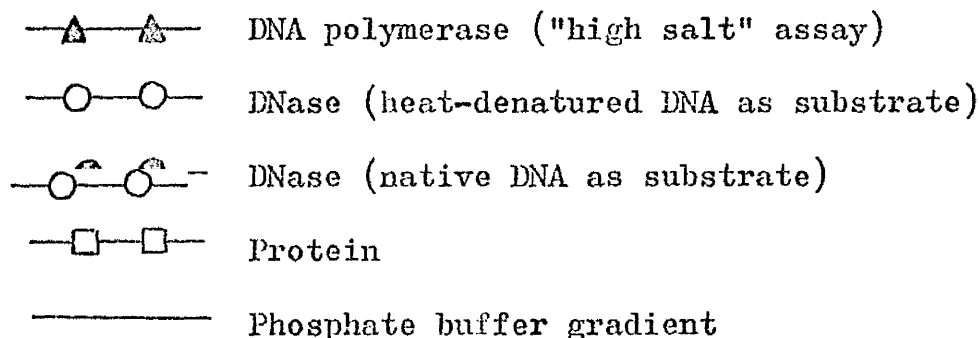 DNA polymerase ("high salt" assay)
DNase (heat-denatured DNA as substrate)
DNase (native DNA as substrate)
Protein
Phosphate buffer gradient